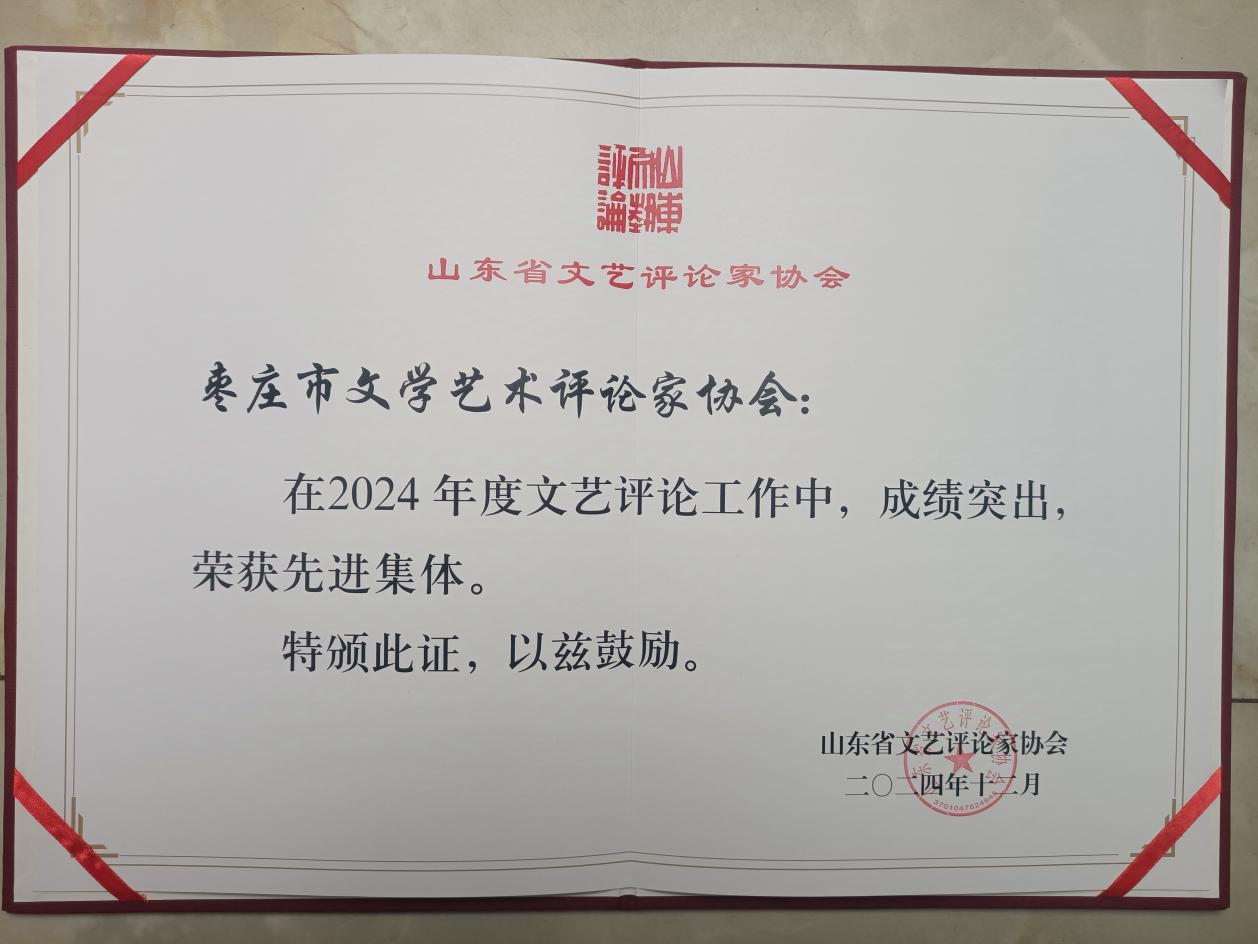 山东省文艺评论家协会
枣庄市文学艺术评论家协会:
在2024年度文艺评论工作中，成绩突出，
荣获先进集体。
特颁此证，以兹鼓励。
山东省文艺评论家协会
二〇二四年十二月